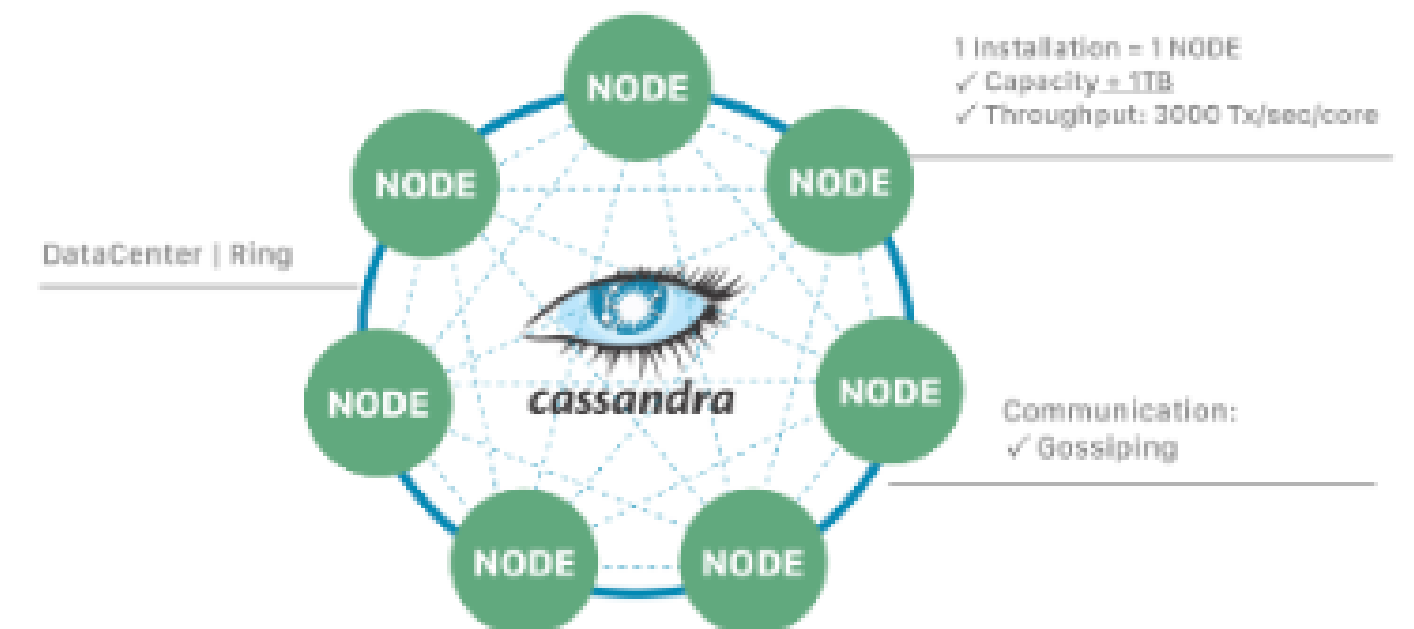 NODE
1 Installation = 1 NODE
✓ Capacity = 1TB
✓ Throughput: 3000 Tx/sec/core
NODE
NODE
DataCenter | Ring
NODE
NODE
cassandra
Communication:
✓ Gossiping
NODE
NODE